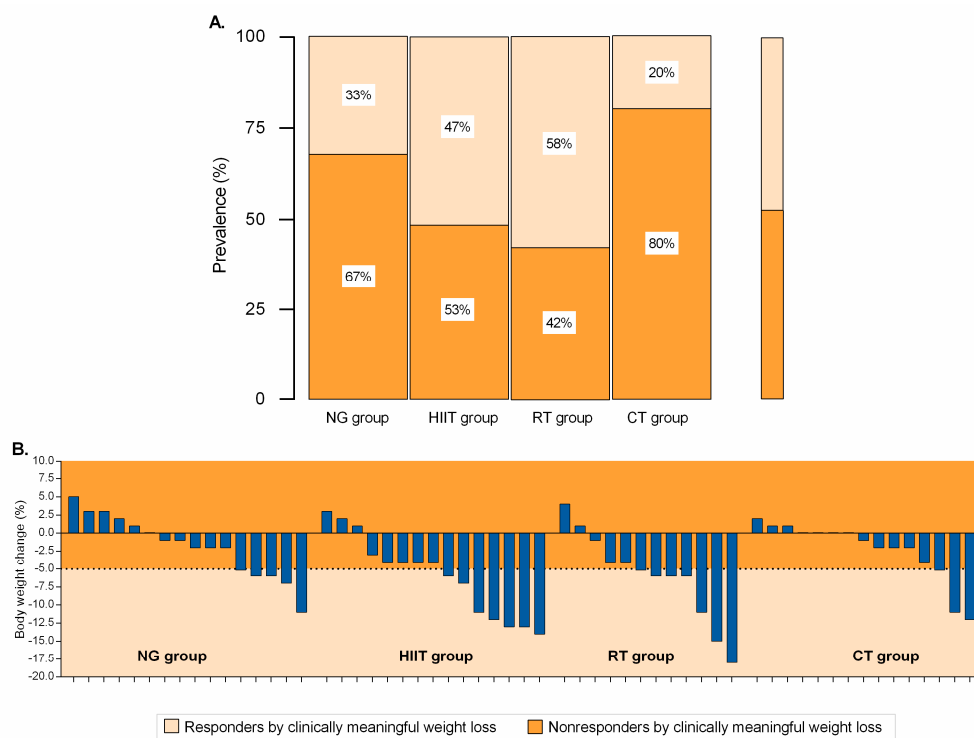 A.
Prevalence (%)
100
75
50
25
0
33%
47%
58%
20%
67%
53%
42%
80%
NG group
HIIT group
RT group
CT group
B.
Body weight change (%)
10.0
7.5
5.0
2.5
0.0
-2.5
-5.0
-7.5
-10.0
-12.5
-15.0
-17.5
-20.0
NG group
HIIT group
RT group
CT group
Responders by clinically meaningful weight loss
Nonresponders by clinically meaningful weight loss